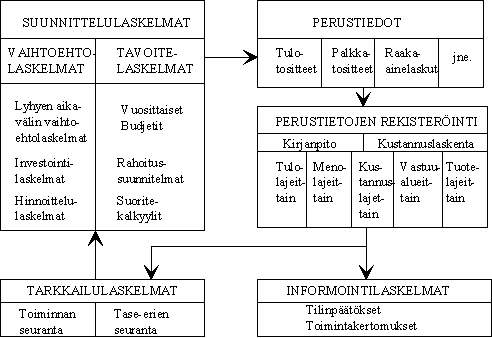 SUUNNITTELULASKELMAT
VAIHTOEHTO-
LASKELMAT
TAVOITE-
LASKELMAT
Lyhyen aika-
välin vaihto-
ehtolaskelmat
Investointi-
laskelmat
Hinnoittelu-
laskelmat
Vuosittaiset
Budjetit
Rahoitus-
suunnitelmat
Suorite-
kalkyylit
PERUSTIEDOT
Tulo-
tositteet
Palkka-
tositteet
Raaka-
ainelaskut
jne.
PERUSTIETOJEN REKISTERÖINTI
Kirjanpito
Kustannuslaskenta
Tulo-
lajeit-
tain
Meno-
lajeit-
tain
Kus-
tannus-
lajet-
tain
Vastuu-
alueit-
tain
Tuote-
lajeit-
tain
TARKKAILULASKELMAT
Toiminnan
seuranta
Tase-erien
seuranta
INFORMOINTILASKELMAT
Tilinpäätökset
Toimintakertomukset